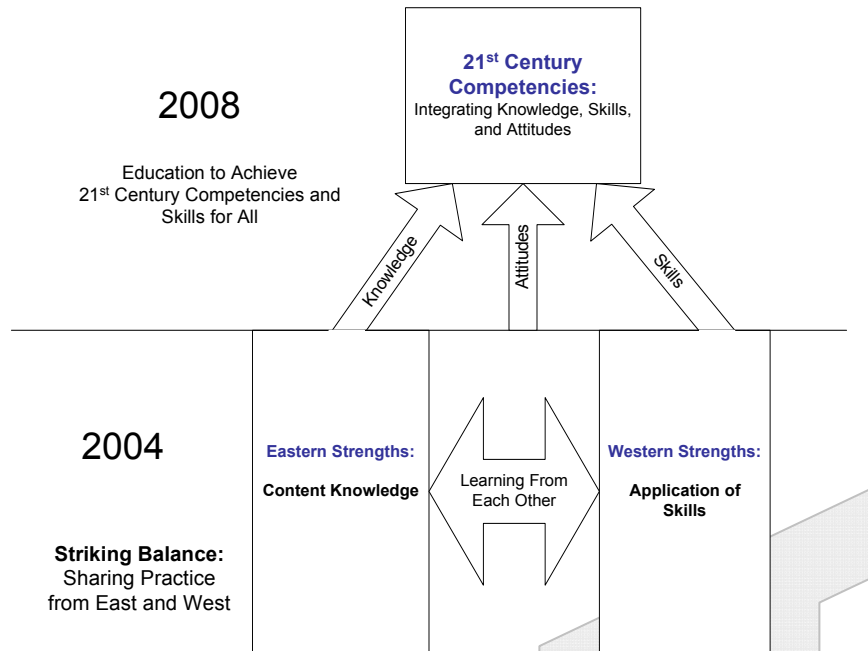 2008
Education to Achieve
21st Century Competencies and
Skills for All
21st Century
Competencies:
Integrating Knowledge, Skills,
and Attitudes
Knowledge
Attitudes
Skills
2004
Striking Balance:
Sharing Practice
from East and West
Eastern Strengths:
Content Knowledge
Learning From
Each Other
Western Strengths:
Application of
Skills